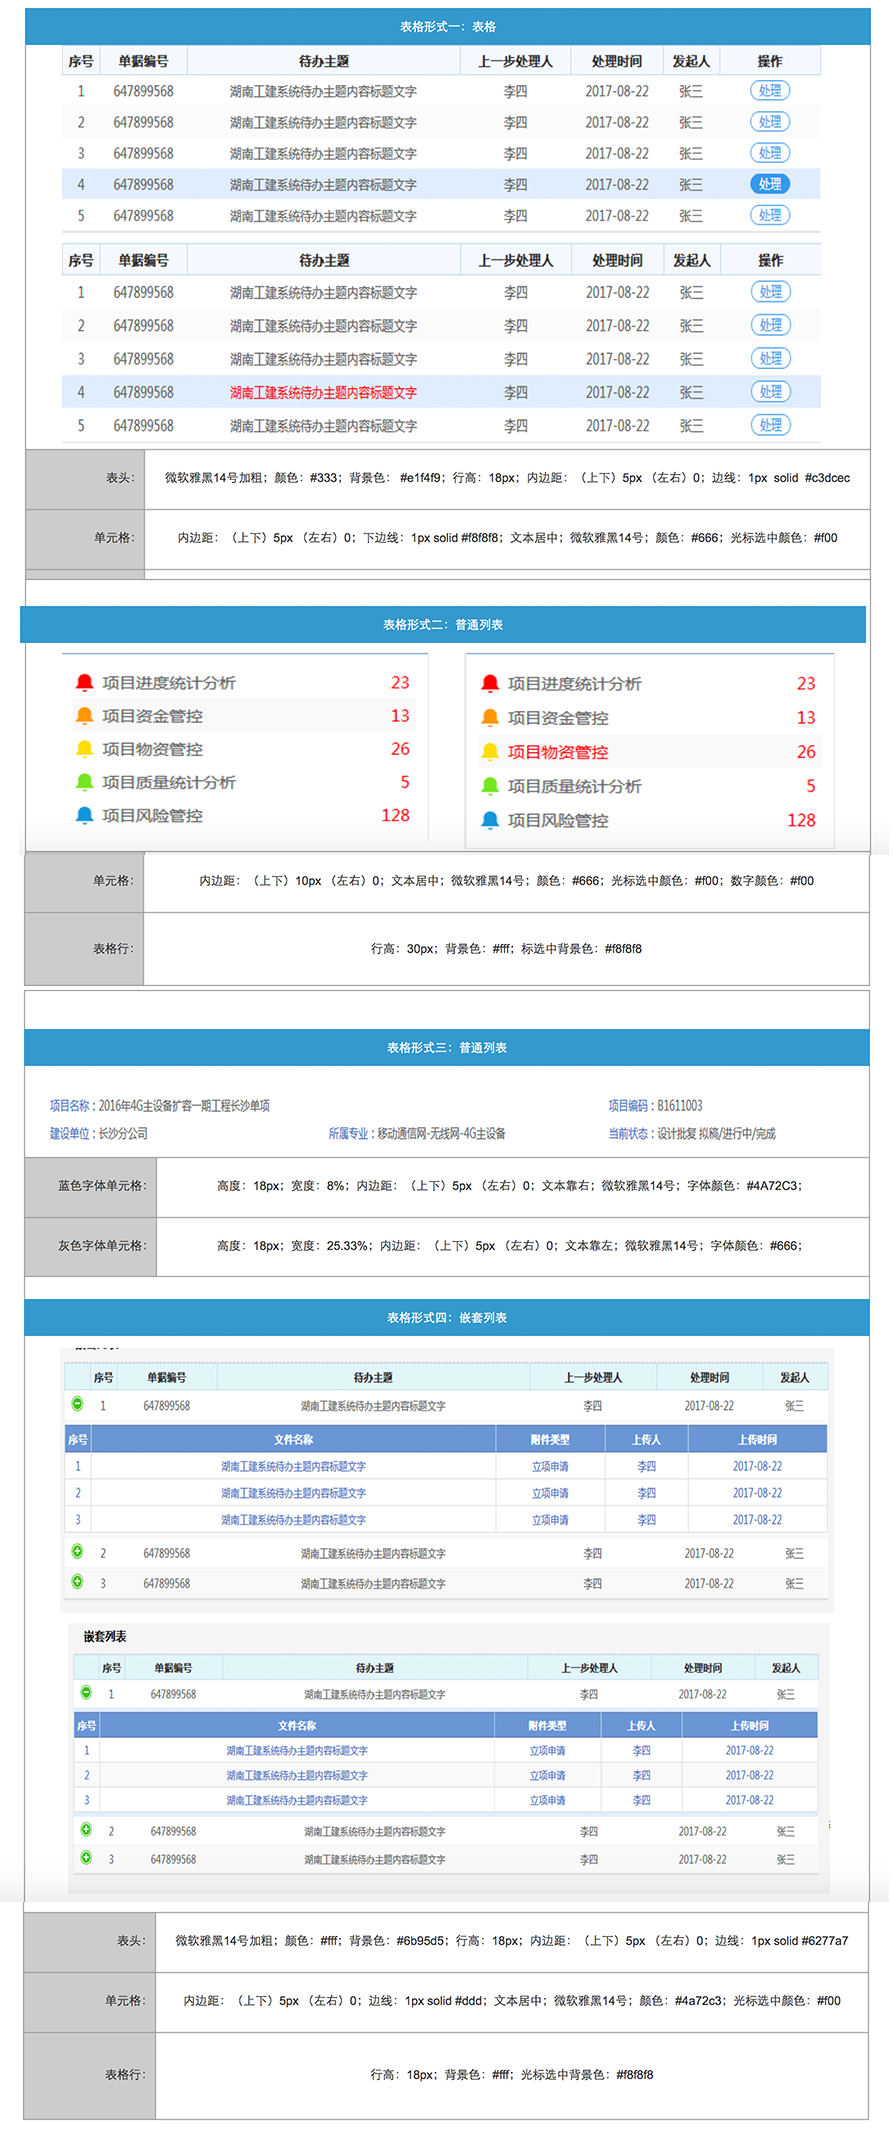 表格形式一：表格
序号 单据编号 待办主题 上一步处理人 处理时间 发起人 操作
1 647899568 湖南工建系统待办主题内容标题文字 李四 2017-08-22 张三 处理
2 647899568 湖南工建系统待办主题内容标题文字 李四 2017-08-22 张三 处理
3 647899568 湖南工建系统待办主题内容标题文字 李四 2017-08-22 张三 处理
4 647899568 湖南工建系统待办主题内容标题文字 李四 2017-08-22 张三 处理
5 647899568 湖南工建系统待办主题内容标题文字 李四 2017-08-22 张三 处理
序号 单据编号 待办主题 上一步处理人 处理时间 发起人 操作
1 647899568 湖南工建系统待办主题内容标题文字 李四 2017-08-22 张三 处理
2 647899568 湖南工建系统待办主题内容标题文字 李四 2017-08-22 张三 处理
3 647899568 湖南工建系统待办主题内容标题文字 李四 2017-08-22 张三 处理
4 647899568 湖南工建系统待办主题内容标题文字 李四 2017-08-22 张三 处理
5 647899568 湖南工建系统待办主题内容标题文字 李四 2017-08-22 张三 处理
表头： 微软雅黑14号加粗；颜色：#333；背景色： #e1f4f9；行高：18px；内边距：（上下）5px （左右）0；边线：1px solid #c3dcec
单元格： 内边距：（上下）5px （左右）0；下边线：1px solid #f8f8f8；文本居中；微软雅黑14号；颜色：#666；光标选中颜色：#f00
表格形式二：普通列表
项目进度统计分析 23 项目进度统计分析 23
项目资金管控 13 项目资金管控 13
项目物资管控 26 项目物资管控 26
项目质量统计分析 5 项目质量统计分析 5
项目风险管控 128 项目风险管控 128
单元格： 内边距：（上下）10px （左右）0；文本居中；微软雅黑14号；颜色：#666；光标选中颜色：#f00；数字颜色：#f00
表格行： 行高：30px；背景色：#fff；标选中背景色：#f8f8f8
表格形式三：普通列表
项目名称：2016年4G主设备扩容一期工程长沙单项 项目编码：B1611003
建设单位：长沙分公司 所属专业：移动通信网-无线网-4G主设备 当前状态：设计批复 拟稿/进行中/完成
蓝色字体单元格： 高度：18px；宽度：8%；内边距：（上下）5px （左右）0；文本靠右；微软雅黑14号；字体颜色：#4A72C3；
灰色字体单元格： 高度：18px；宽度：25.33%；内边距：（上下）5px （左右）0；文本靠左；微软雅黑14号；字体颜色：#666；
表格形式四：嵌套列表
序号 单据编号 待办主题 上一步处理人 处理时间 发起人
1 647899568 湖南工建系统待办主题内容标题文字 李四 2017-08-22 张三
序号 文件名称 附件类型 上传人 上传时间
1 湖南工建系统待办主题内容标题文字 立项申请 李四 2017-08-22
2 湖南工建系统待办主题内容标题文字 立项申请 李四 2017-08-22
3 湖南工建系统待办主题内容标题文字 立项申请 李四 2017-08-22
2 647899568 湖南工建系统待办主题内容标题文字 李四 2017-08-22 张三
3 647899568 湖南工建系统待办主题内容标题文字 李四 2017-08-22 张三
嵌套列表
序号 单据编号 待办主题 上一步处理人 处理时间 发起人
1 647899568 湖南工建系统待办主题内容标题文字 李四 2017-08-22 张三
序号 文件名称 附件类型 上传人 上传时间
1 湖南工建系统待办主题内容标题文字 立项申请 李四 2017-08-22
2 湖南工建系统待办主题内容标题文字 立项申请 李四 2017-08-22
3 湖南工建系统待办主题内容标题文字 立项申请 李四 2017-08-22
2 647899568 湖南工建系统待办主题内容标题文字 李四 2017-08-22 张三
3 647899568 湖南工建系统待办主题内容标题文字 李四 2017-08-22 张三
表头： 微软雅黑14号加粗；颜色：#fff；背景色：#6b95d5；行高：18px；内边距：（上下）5px （左右）0；边线：1px solid #6277a7
单元格： 内边距：（上下）5px （左右）0；边线：1px solid #ddd；文本居中；微软雅黑14号；颜色：#4a72c3；光标选中颜色：#f00
表格行： 行高：18px；背景色：#fff；光标选中背景色：#f8f8f8